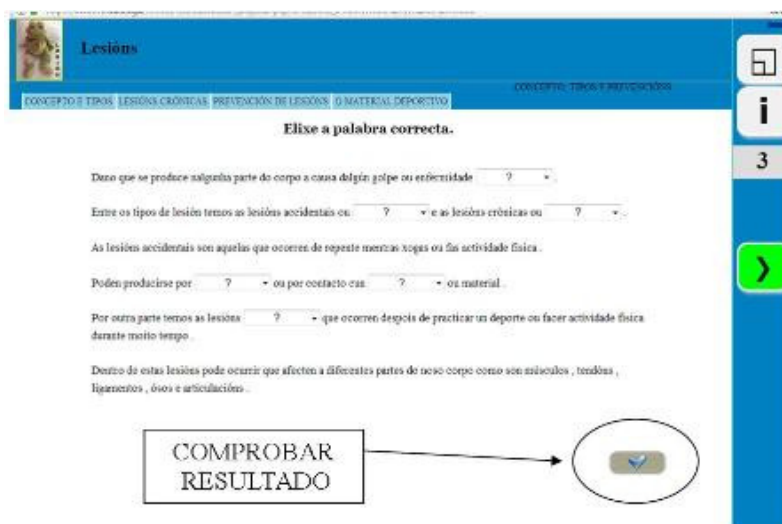 Lesións
CONCEPTO, TIPOS E PREVENCIÓNS
CONCEPTO E TIPOS LESIÓNS CRÓNICAS PREVENCIÓN DE LESIÓNS O MATERIAL DEPORTIVO
Elixe a palabra correcta.
Dano que se produce nalgunha parte do corpo a causa dalgún golpe ou enfermidade ? .
Entre os tipos de lesión temos as lesións accidentais ou ? e as lesións crónicas ou ? .
As lesións accidentais son aquelas que ocorren de repente mentras xogas ou fas actividade física .
Poden producirse por ? ou por contacto cun ? ou material .
Por outra parte temos as lesións ? que ocorren despois de practicar un deporte ou facer actividade física
durante moito tempo .
Dentro de estas lesións pode ocurrir que afecten a diferentes partes do noso corpo como son músculos , tendóns ,
ligamentos , ósos e articulacións .
COMPROBAR
RESULTADO
i
3